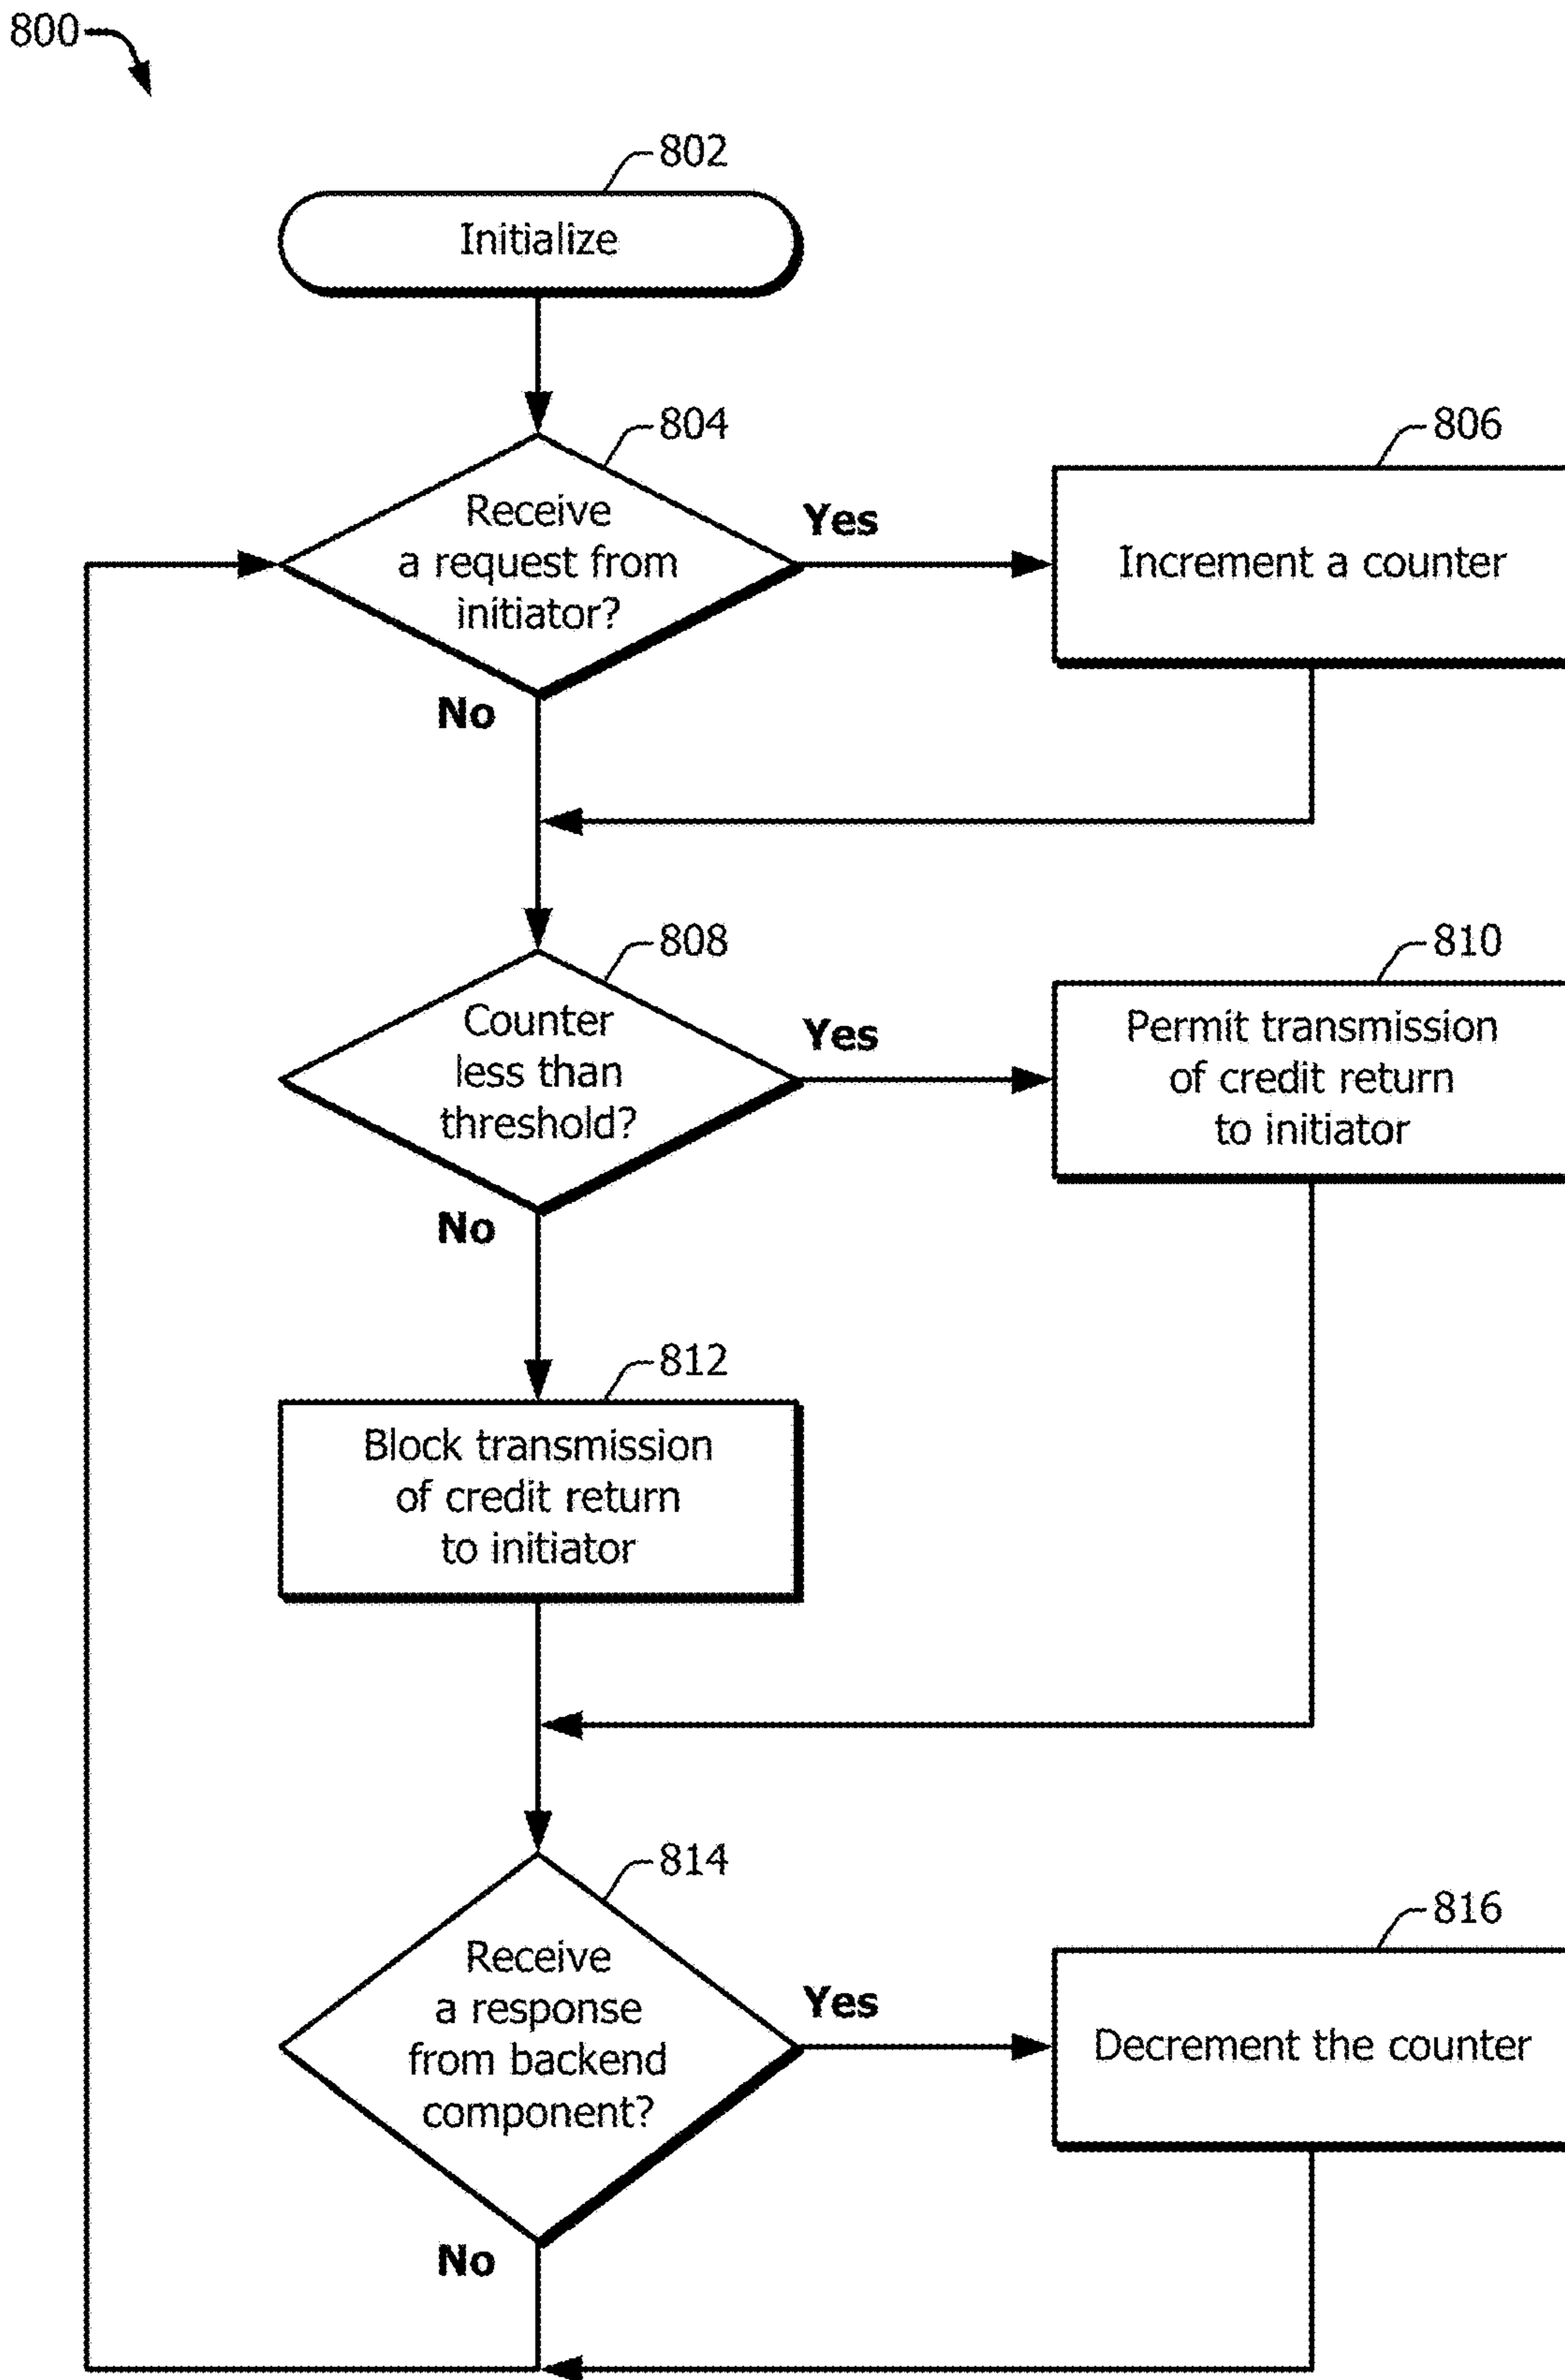 800
802
Initialize
804
Receive
a request from
initiator?
Yes
806
Increment a counter
No
808
Counter
less than
threshold?
Yes
810
Permit transmission
of credit return
to initiator
No
812
Block transmission
of credit return
to initiator
814
Receive
a response
from backend
component?
Yes
816
Decrement the counter
No